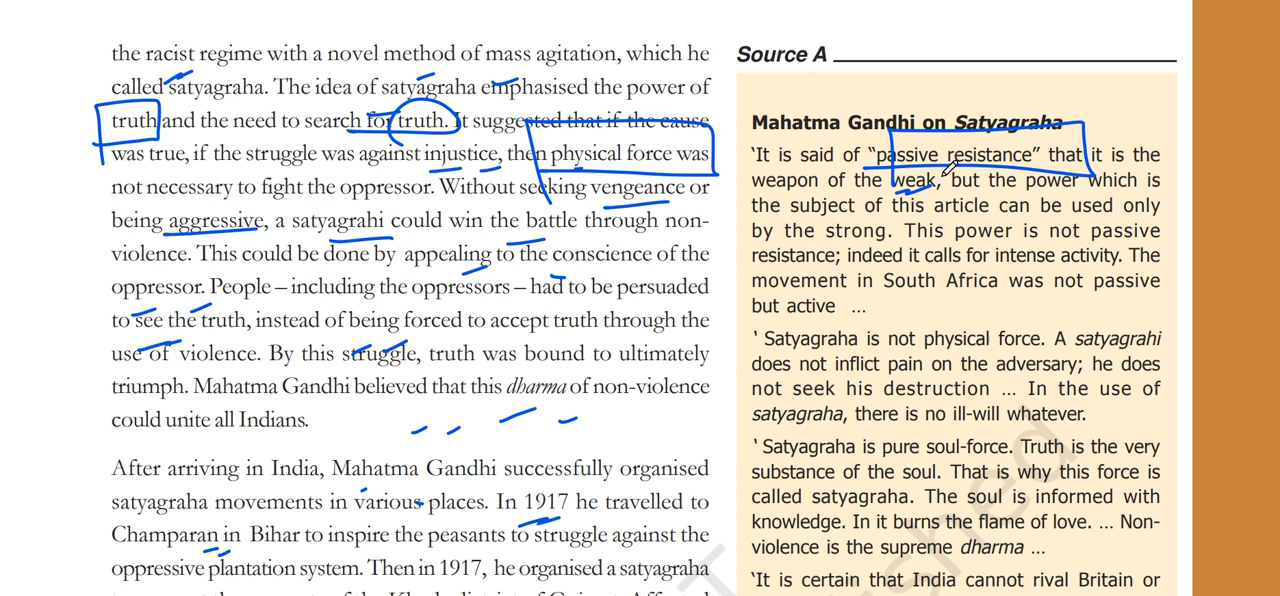 the racist regime with a novel method of mass agitation, which he
called satyagraha. The idea of satyagraha emphasised the power of
truth and the need to search for truth. It suggested that if the cause
was true, if the struggle was against injustice, then physical force was
not necessary to fight the oppressor. Without seeking vengeance or
being aggressive, a satyagrahi could win the battle through non-
violence. This could be done by appealing to the conscience of the
oppressor. People – including the oppressors – had to be persuaded
to see the truth, instead of being forced to accept truth through the
use of violence. By this struggle, truth was bound to ultimately
triumph. Mahatma Gandhi believed that this dharma of non-violence
could unite all Indians.
After arriving in India, Mahatma Gandhi successfully organised
satyagraha movements in various places. In 1917 he travelled to
Champaran in Bihar to inspire the peasants to struggle against the
oppressive plantation system. Then in 1917, he organised a satyagraha
Source A
Mahatma Gandhi on Satyagraha
‘It is said of “passive resistance” that it is the
weapon of the weak, but the power which is
the subject of this article can be used only
by the strong. This power is not passive
resistance; indeed it calls for intense activity. The
movement in South Africa was not passive
but active ...
‘ Satyagraha is not physical force. A satyagrahi
does not inflict pain on the adversary; he does
not seek his destruction ... In the use of
satyagraha, there is no ill-will whatever.
‘ Satyagraha is pure soul-force. Truth is the very
substance of the soul. That is why this force is
called satyagraha. The soul is informed with
knowledge. In it burns the flame of love. ... Non-
violence is the supreme dharma ...
‘It is certain that India cannot rival Britain or